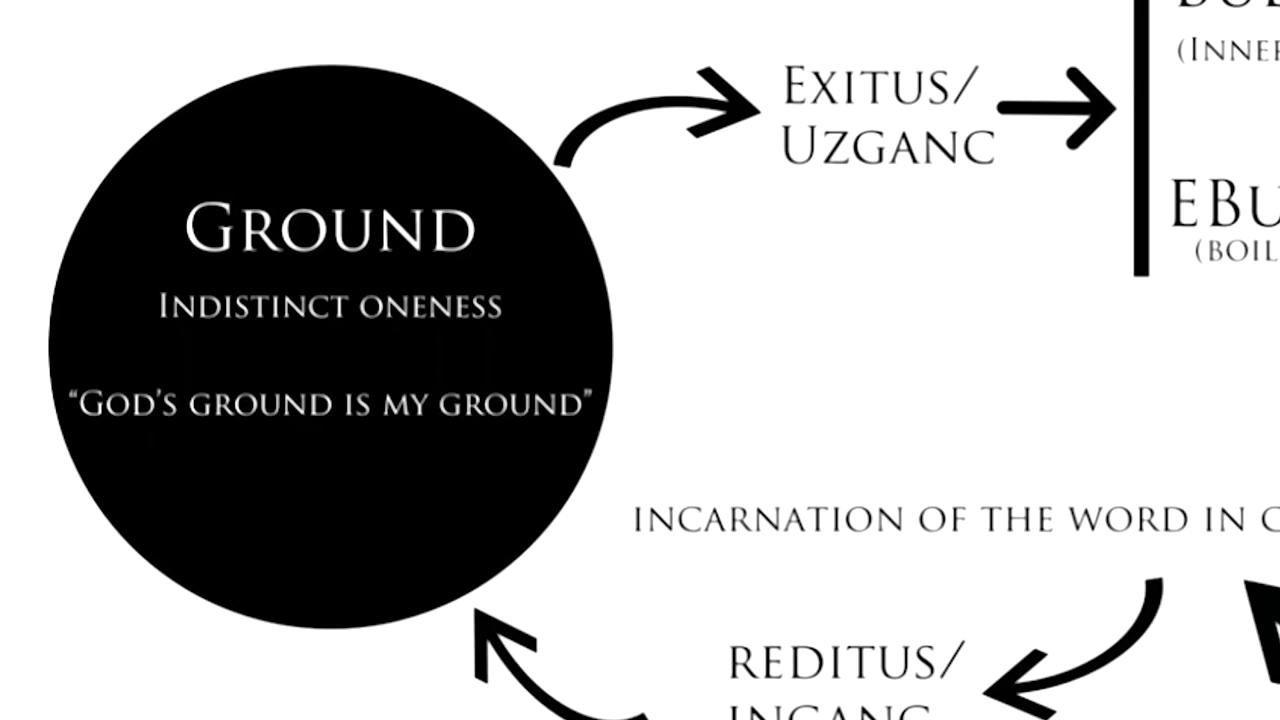 Exitus/
Uzganc
(Inner
EBu
(boil
Ground
Indistinct oneness
“God’s ground is my ground”
incarnation of the word in c
reditus/